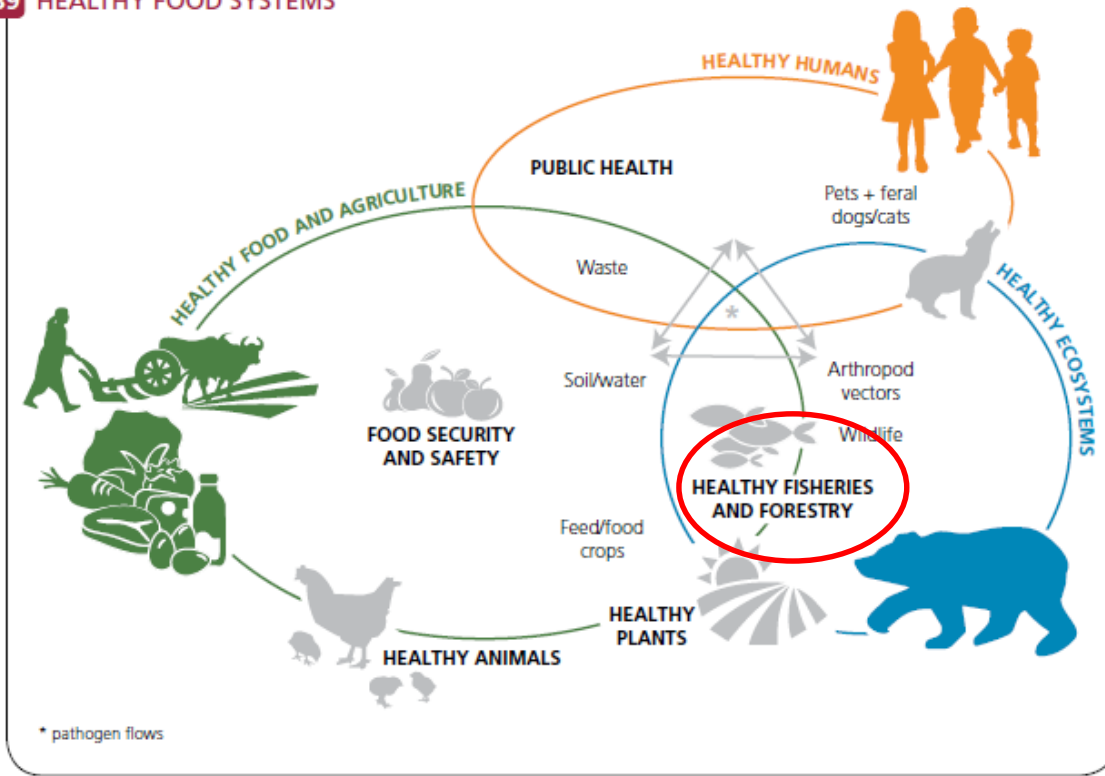 HEALTHY FOOD SYSTEMS
HEALTHY HUMANS
PUBLIC HEALTH
HEALTHY FOOD AND AGRICULTURE
Pets + feral
dogs/cats
Waste
HEALTHY ECOSYSTEMS
*
Soil/water
Arthropod
vectors
FOOD SECURITY
AND SAFETY
Wildlife
HEALTHY FISHERIES
AND FORESTRY
Feed/food
crops
HEALTHY
PLANTS
HEALTHY ANIMALS
* pathogen flows